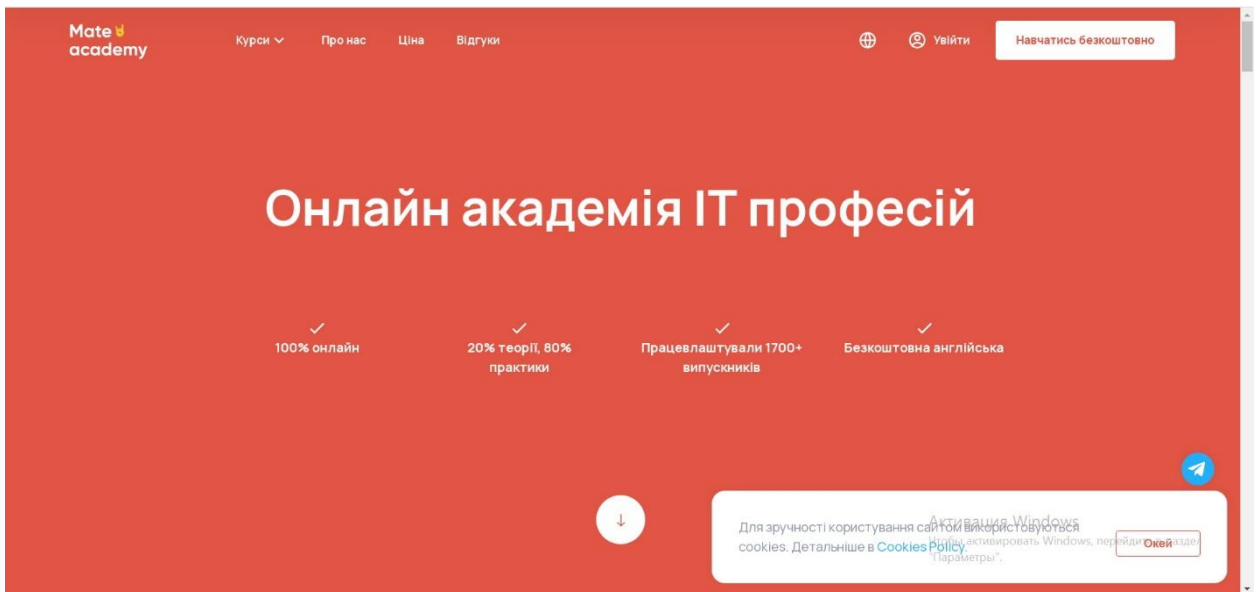 Mate
academy
Курси
Про нас
Ціна
Відгуки
Увійти
Навчатись безкоштовно
Онлайн академія ІТ професій
100% онлайн
20% теорії, 80%
практики
Працевлаштували 1700+
випускників
Безкоштовна англійська
Для зручності користування сайтом використовуються
cookies. Детальніше в Cookies Policy.
Окей
Активация Windows
Чтобы активировать Windows, перейдите в раздел
"Параметры".